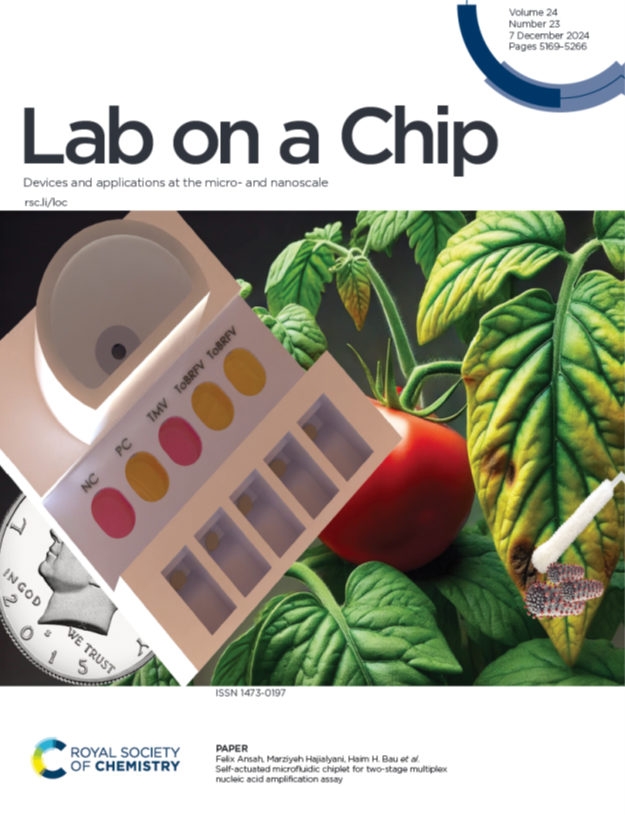 Volume 24
Number 23
7 December 2024
Pages 5169–5266
Lab on a Chip
Devices and applications at the micro- and nanoscale
rsc.li/loc
NC
PC
TMV
ToBRFV
ToBRFV
L
IN GOD
WE TRUST
2015
ISSN 1473-0197
ROYAL SOCIETY
OF CHEMISTRY
PAPER
Felix Ansah, Marziyeh Hajialyani, Haim H. Bau et al.
Self-actuated microfluidic chiplet for two-stage multiplex
nucleic acid amplification assay